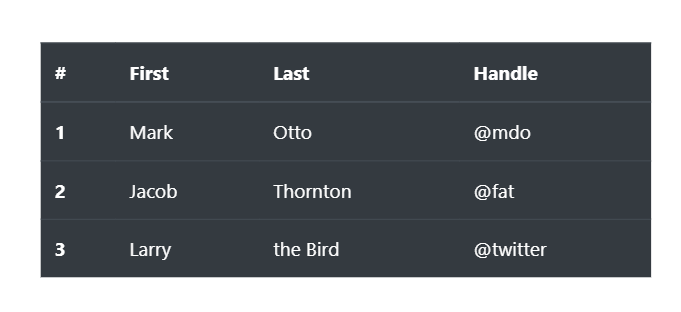 # First Last Handle
1 Mark Otto @mdo
2 Jacob Thornton @fat
3 Larry the Bird @twitter